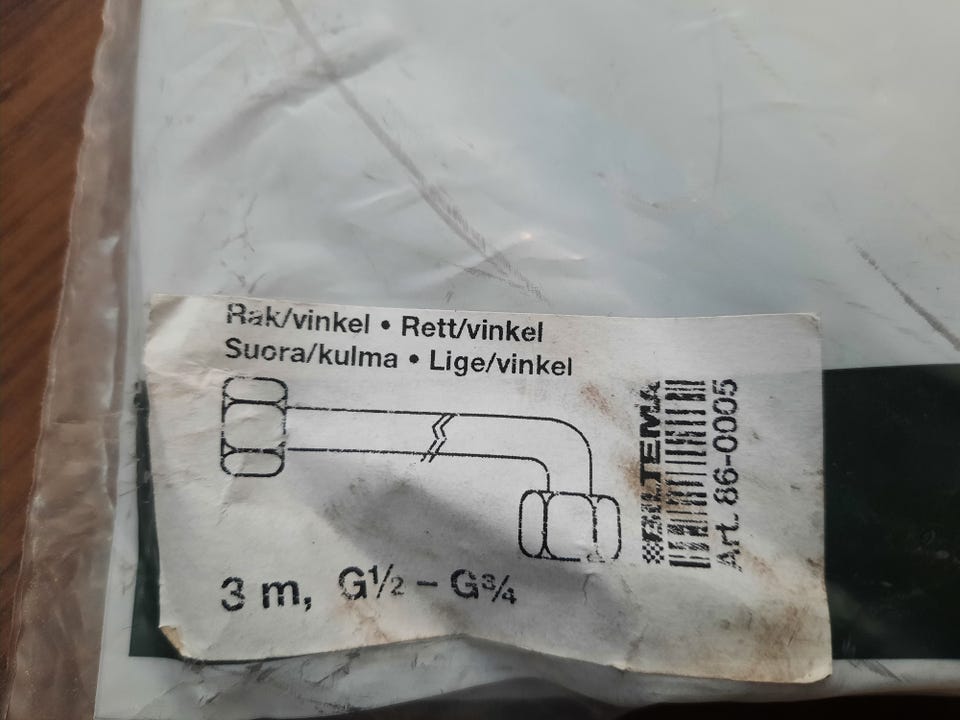 Rak/vinkel • Rett/vinkel
Suora/kulma • Lige/vinkel
3 m, G½ – G¾
BILTEMA
Art. 86-0005